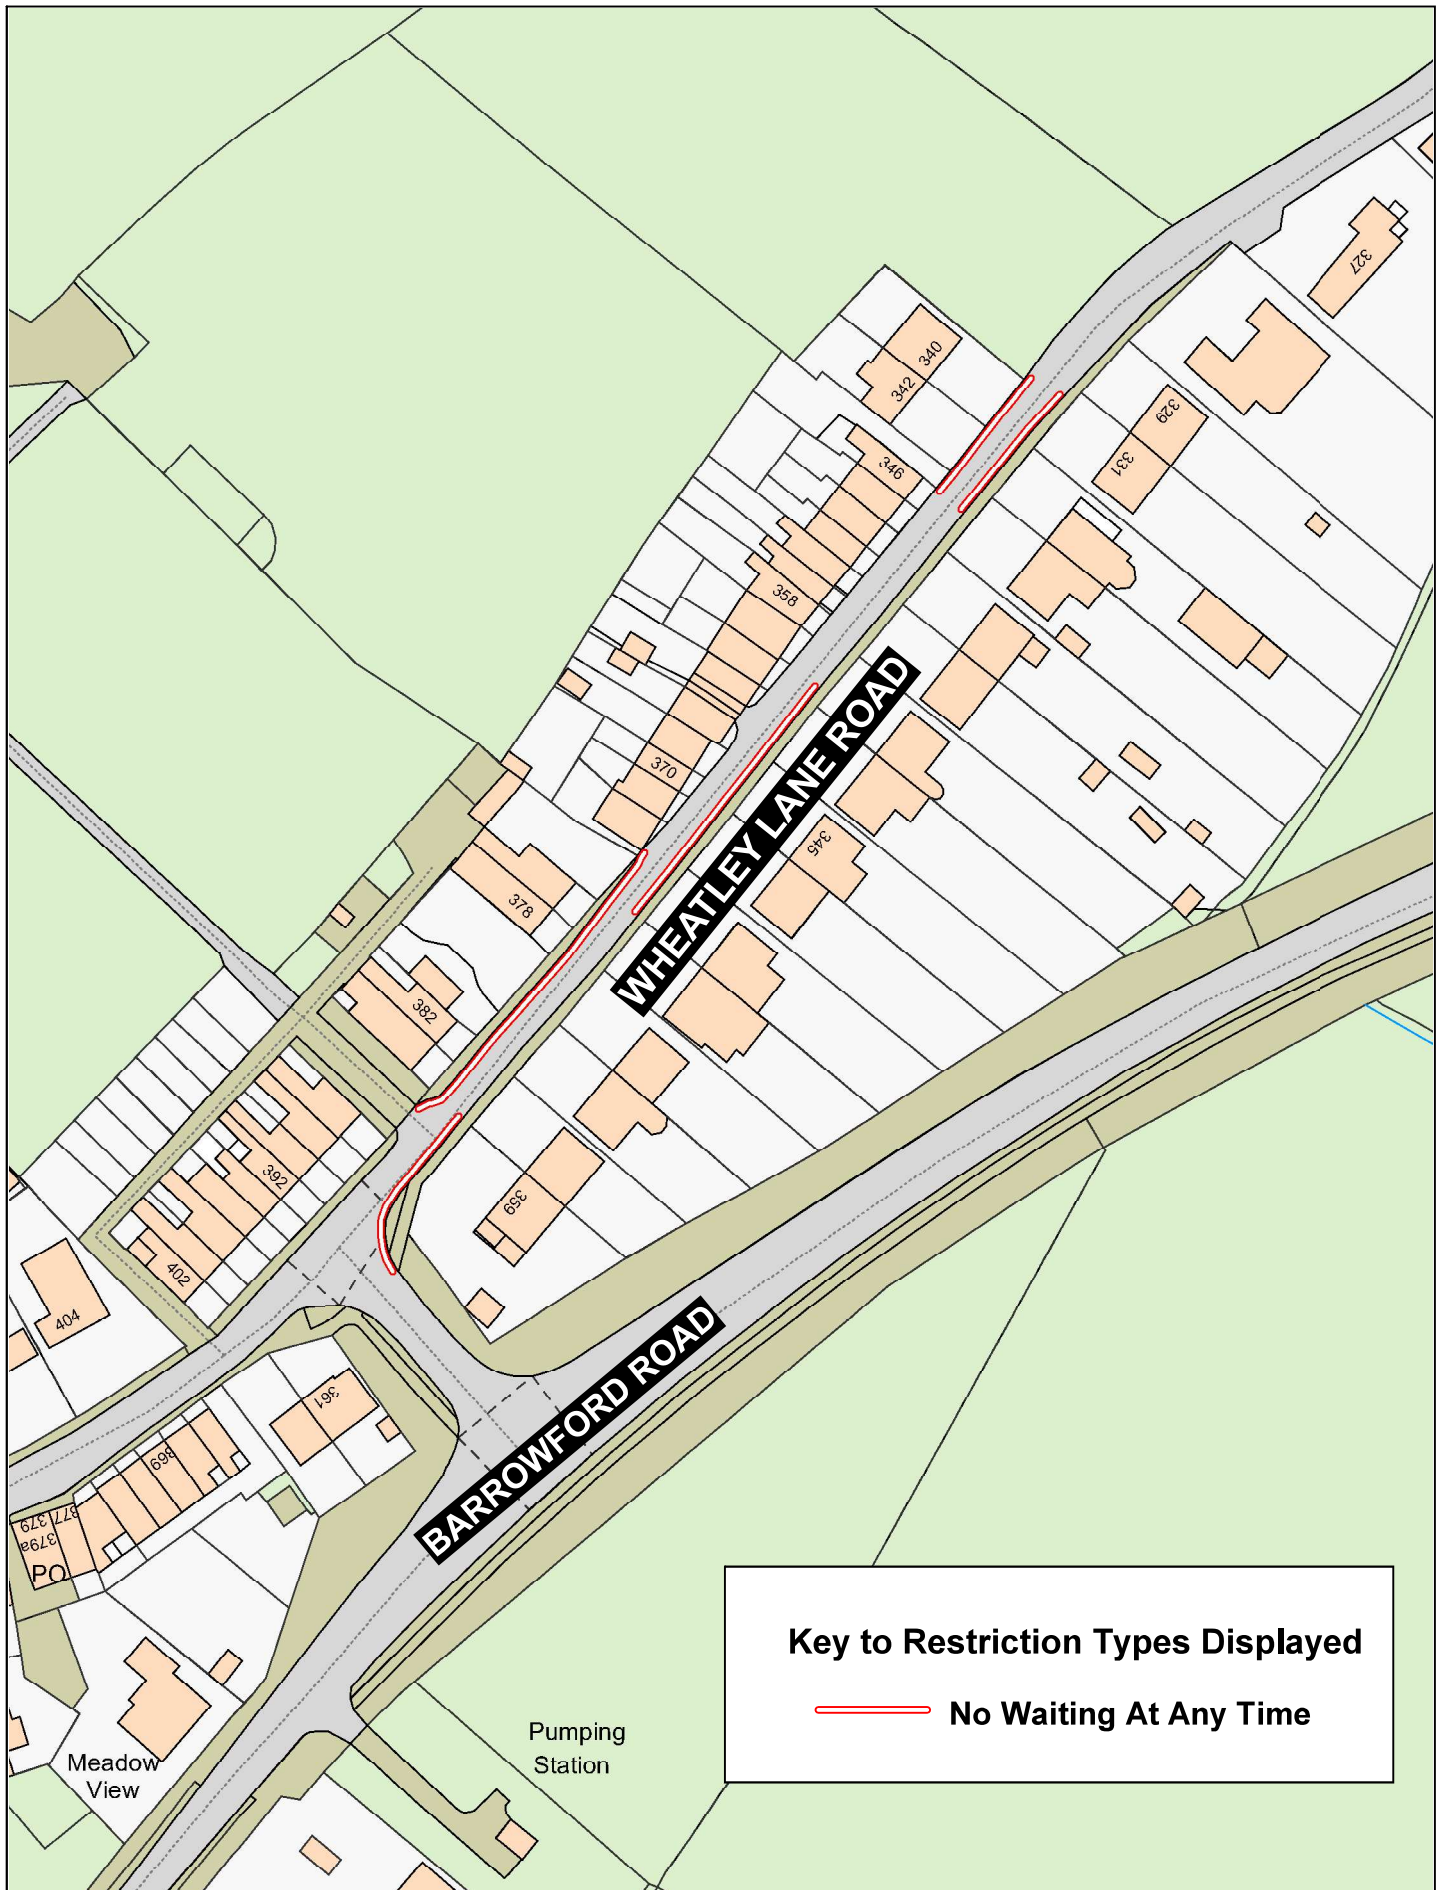 327
340
342
329
331
346
358
WHEATLEY LANE ROAD
370
345
378
382
392
359
402
404
BARROWFORD ROAD
361
369
377
379
379a
PO
Key to Restriction Types Displayed
No Waiting At Any Time
Pumping
Station
Meadow
View